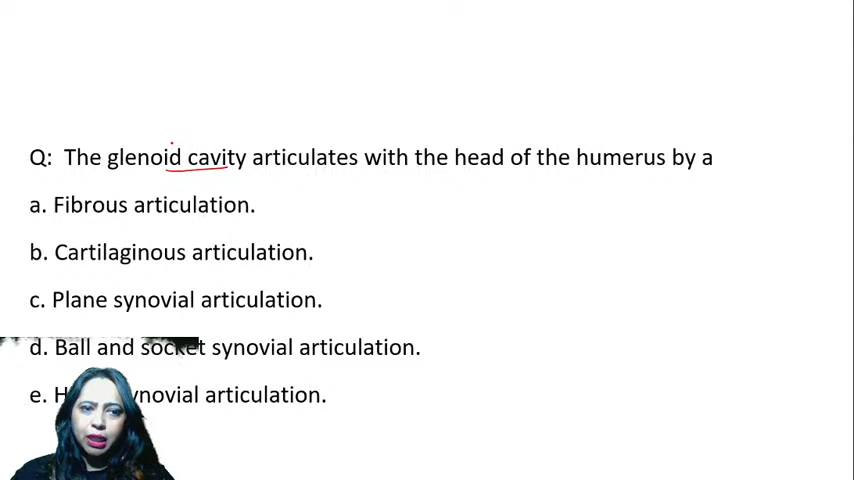 Q: The glenoid cavity articulates with the head of the humerus by a
a. Fibrous articulation.
b. Cartilaginous articulation.
c. Plane synovial articulation.
d. Ball and socket synovial articulation.
e. synovial articulation.